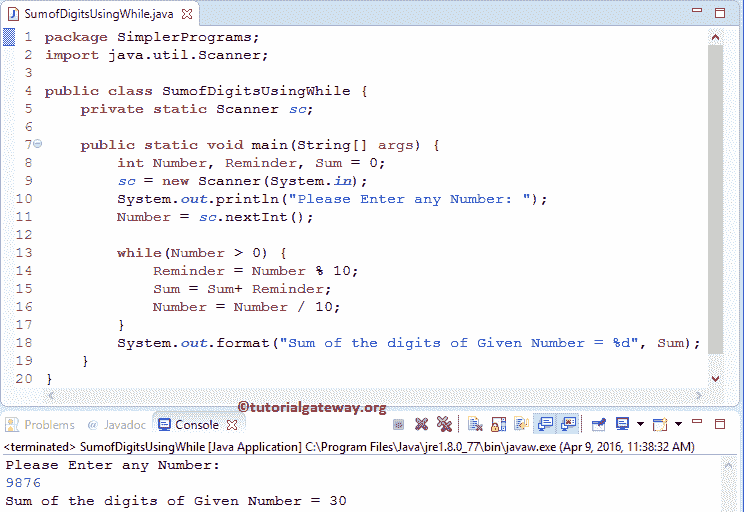 SumofDigitsUsingWhile.java
1 package SimplerPrograms;
2 import java.util.Scanner;
3
4 public class SumofDigitsUsingWhile {
5     private static Scanner sc;
6
7     public static void main(String[] args) {
8         int Number, Reminder, Sum = 0;
9         sc = new Scanner(System.in);
10         System.out.println("Please Enter any Number: ");
11         Number = sc.nextInt();
12
13         while(Number > 0) {
14             Reminder = Number % 10;
15             Sum = Sum+ Reminder;
16             Number = Number / 10;
17         }
18         System.out.format("Sum of the digits of Given Number = %d", Sum);
19     }
20 }
©tutorialgateway.org
Problems @ Javadoc Console
<terminated> SumofDigitsUsingWhile [Java Application] C:\Program Files\Java\jre1.8.0_77\bin\javaw.exe (Apr 9, 2016, 11:38:32 AM)
Please Enter any Number:
9876
Sum of the digits of Given Number = 30